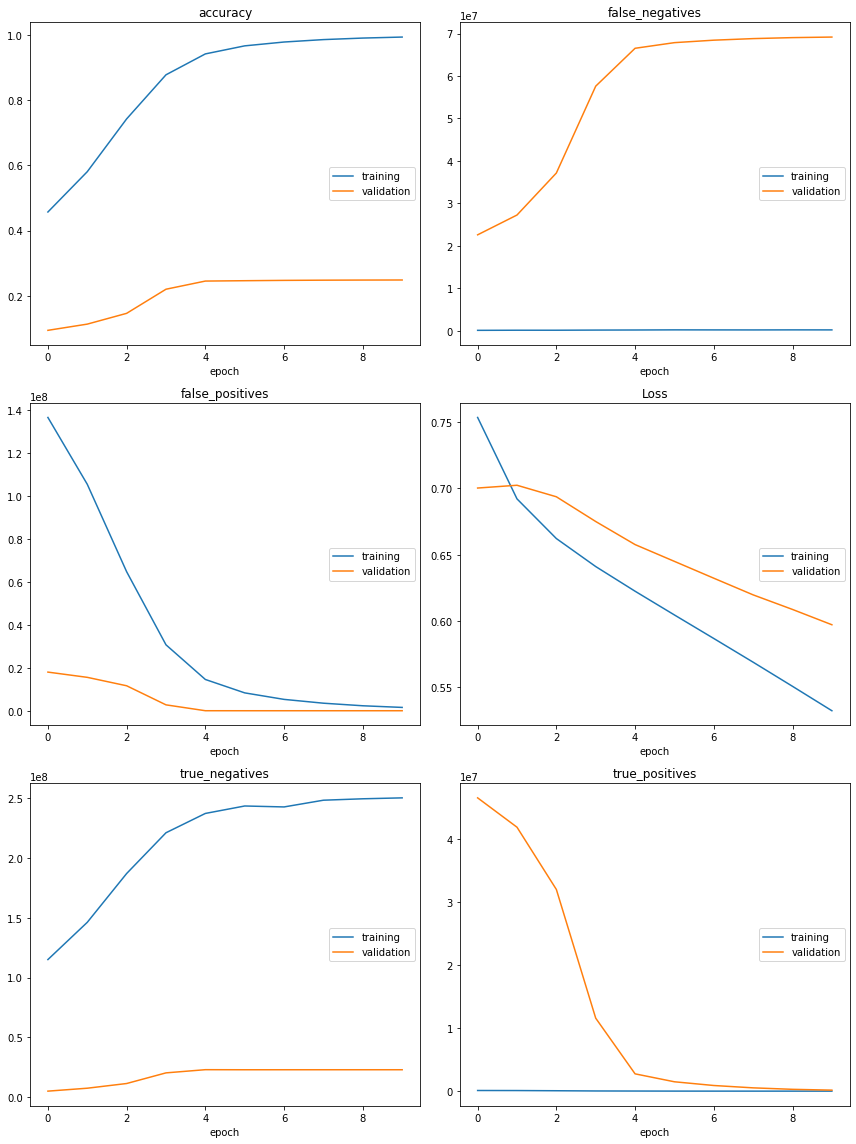 accuracy
1.0
0.8
0.6
0.4
0.2
0 2 4 6 8
epoch
training
validation
false_negatives
1e7
7
6
5
4
3
2
1
0
0 2 4 6 8
epoch
training
validation
false_positives
1e8
1.4
1.2
1.0
0.8
0.6
0.4
0.2
0.0
0 2 4 6 8
epoch
training
validation
Loss
0.75
0.70
0.65
0.60
0.55
0 2 4 6 8
epoch
training
validation
true_negatives
1e8
2.5
2.0
1.5
1.0
0.5
0.0
0 2 4 6 8
epoch
training
validation
true_positives
1e7
4
3
2
1
0
0 2 4 6 8
epoch
training
validation